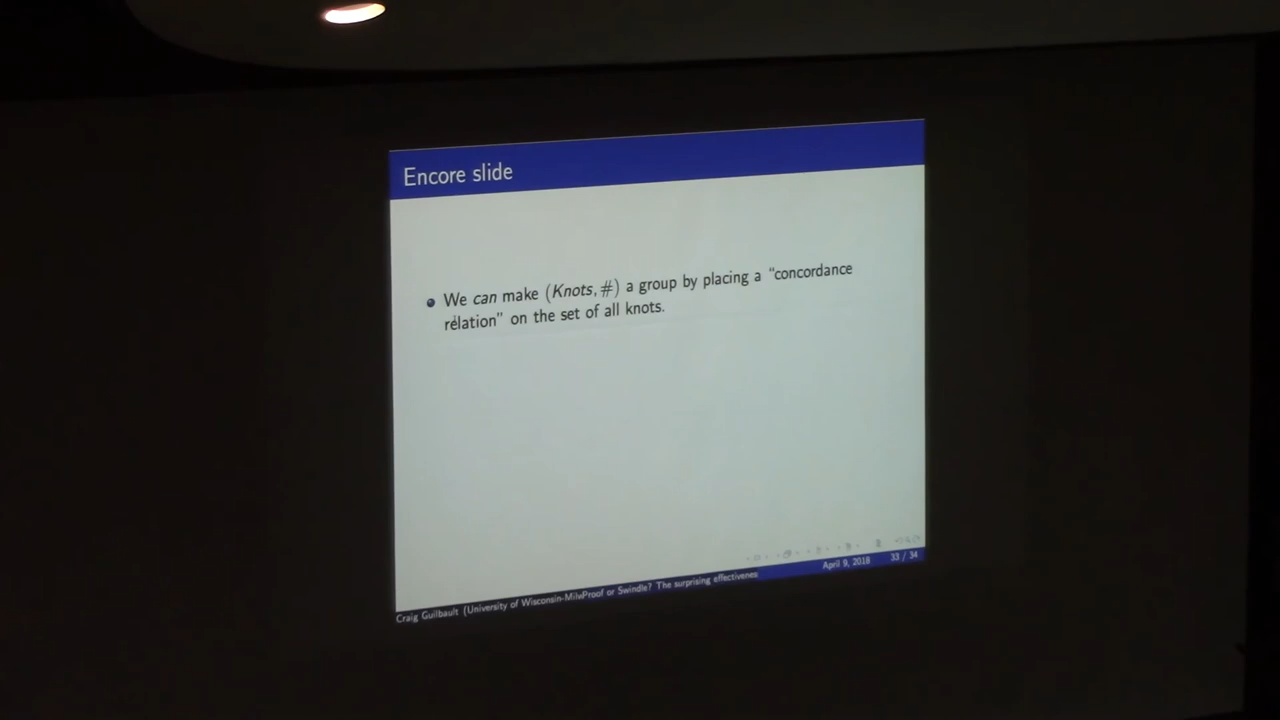 Encore slide
We can make (Knots, #) a group by placing a "concordance
relation" on the set of all knots.
Craig Guilbault (University of Wisconsin-Milw Proof or Swindle? The surprising effectivenes April 9, 2018 33 / 34